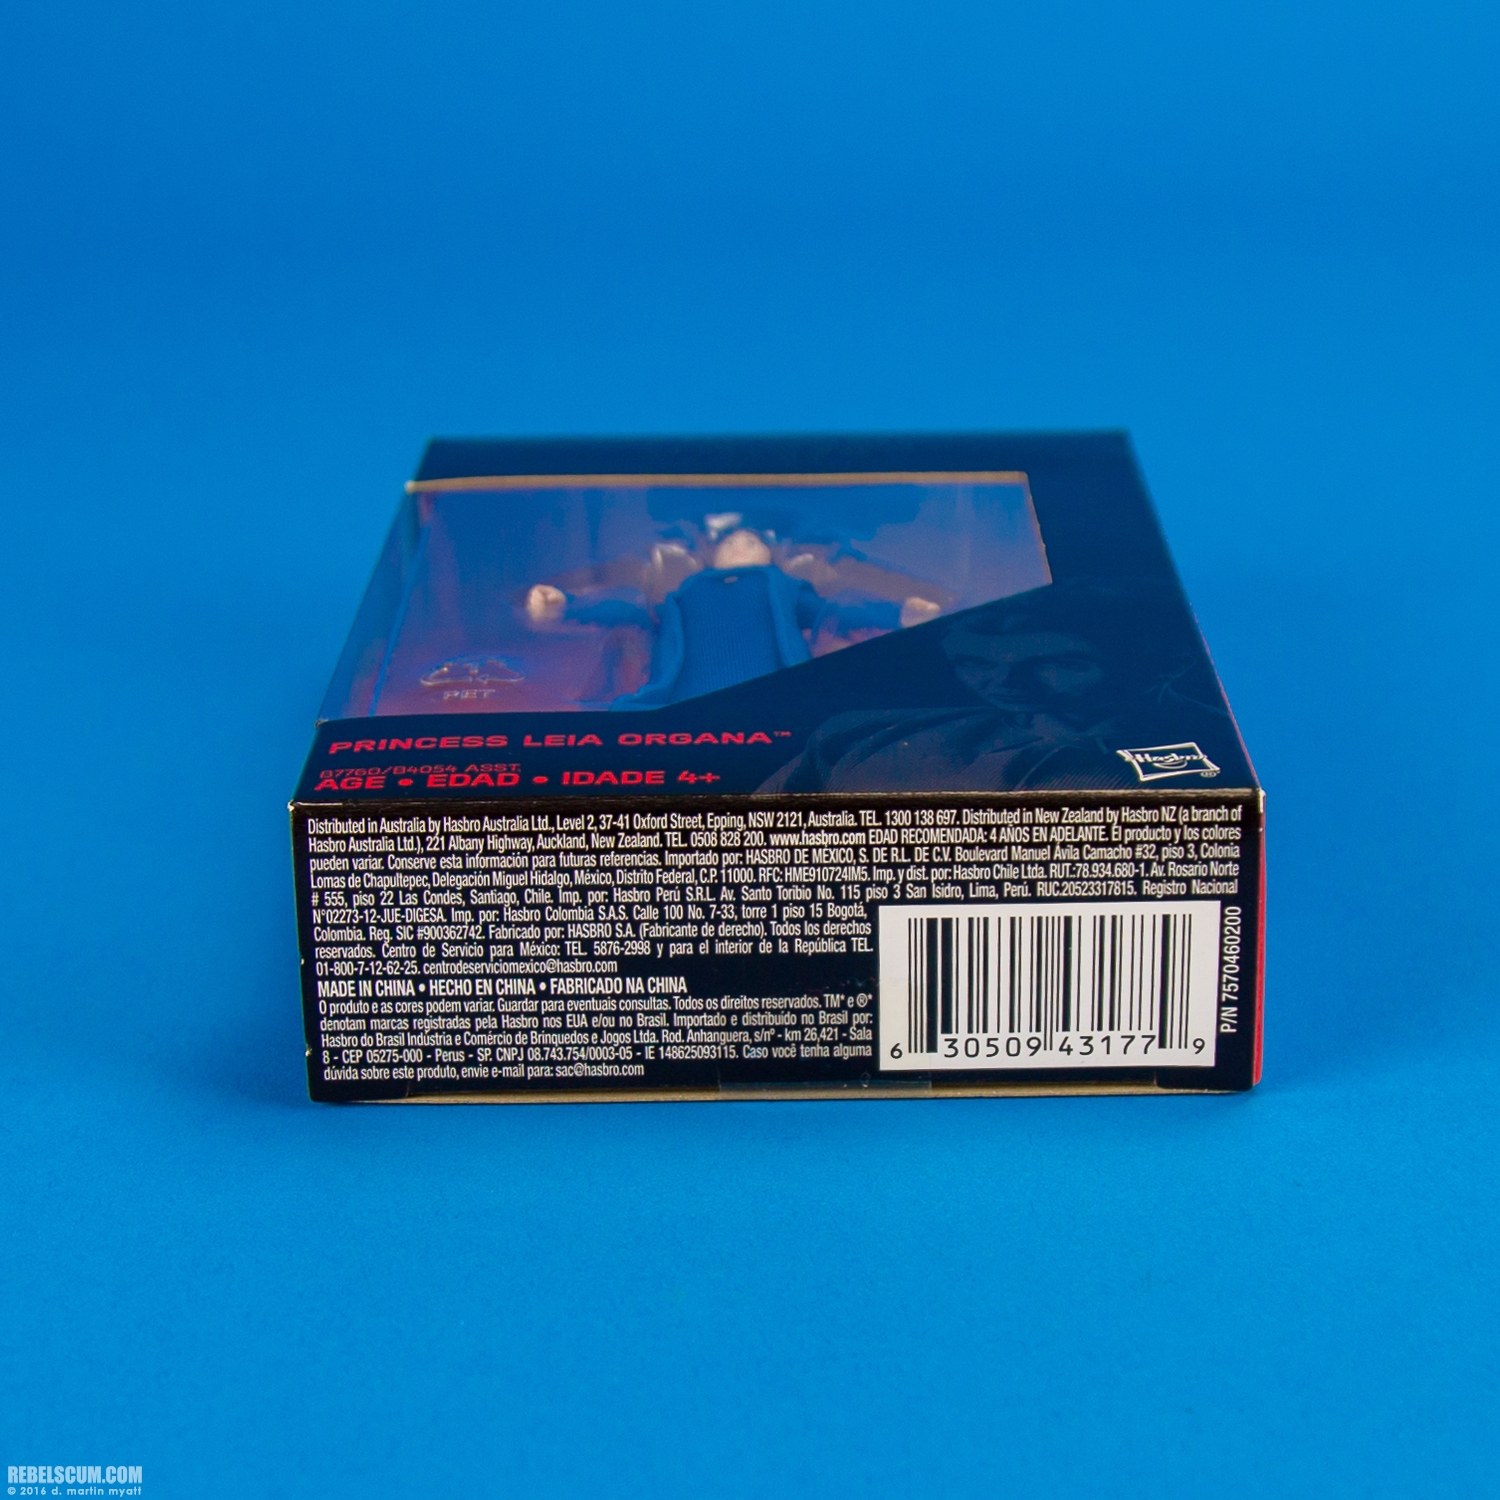 PET
PRINCESS LEIA ORGANA™
B7760/B4054 ASST.
AGE • EDAD • IDADE 4+
Hasbro ®
Distributed in Australia by Hasbro Australia Ltd., Level 2, 37-41 Oxford Street, Epping, NSW 2121, Australia. TEL. 1300 138 697. Distributed in New Zealand by Hasbro NZ (a branch of
Hasbro Australia Ltd.), 221 Albany Highway, Auckland, New Zealand. TEL. 0508 828 200. www.hasbro.com EDAD RECOMENDADA: 4 AÑOS EN ADELANTE. El producto y los colores
pueden variar. Conserve esta información para futuras referencias. Importado por: HASBRO DE MÉXICO, S. DE R.L. DE C.V. Boulevard Manuel Ávila Camacho #32, piso 3, Colonia
Lomas de Chapultepec, Delegación Miguel Hidalgo, México, Distrito Federal, C.P. 11000. RFC: HME910724IM5. Imp. y dist. por: Hasbro Chile Ltda. RUT.:78.934.680-1. Av. Rosario Norte
# 555, piso 22 Las Condes, Santiago, Chile. Imp. por: Hasbro Perú S.R.L. Av. Santo Toribio No. 115 piso 3 San Isidro, Lima, Perú. RUC.20523317815. Registro Nacional
N°02273-12-JUE-DIGESA. Imp. por: Hasbro Colombia S.A.S. Calle 100 No. 7-33, torre 1 piso 15 Bogotá,
Colombia. Reg. SIC #900362742. Fabricado por: HASBRO S.A. (Fabricante de derecho). Todos los derechos
reservados. Centro de Servicio para México: TEL. 5876-2998 y para el interior de la República TEL.
01-800-7-12-62-25. centrodeserviciomexico@hasbro.com
MADE IN CHINA • HECHO EN CHINA • FABRICADO NA CHINA
O produto e as cores podem variar. Guardar para eventuais consultas. Todos os direitos reservados. TM* e ®*
denotam marcas registradas pela Hasbro nos EUA e/ou no Brasil. Importado e distribuído no Brasil por:
Hasbro do Brasil Indústria e Comércio de Brinquedos e Jogos Ltda. Rod. Anhanguera, s/nº - km 26,421 - Sala
8 - CEP 05275-000 - Perus - SP. CNPJ 08.743.754/0003-05 - IE 148625093115. Caso você tenha alguma
dúvida sobre este produto, envie e-mail para: sac@hasbro.com
6 30509 43177 9
P/N 7570460200
REBELSCUM.COM
© 2016 d. martin myatt